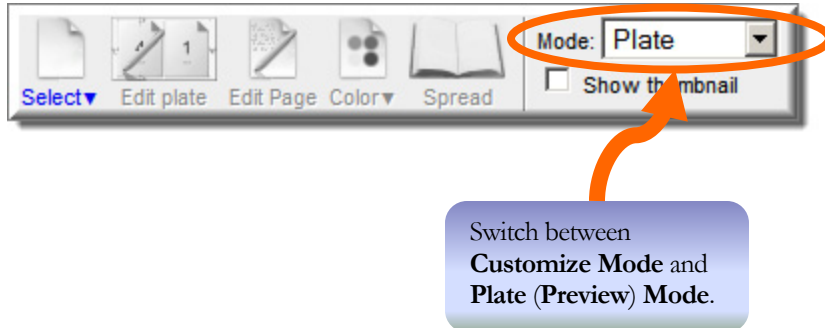 Mode: Plate
Show thumbnail
Select▼ Edit plate Edit Page Color▼ Spread
4 1
Switch between
Customize Mode and
Plate (Preview) Mode.